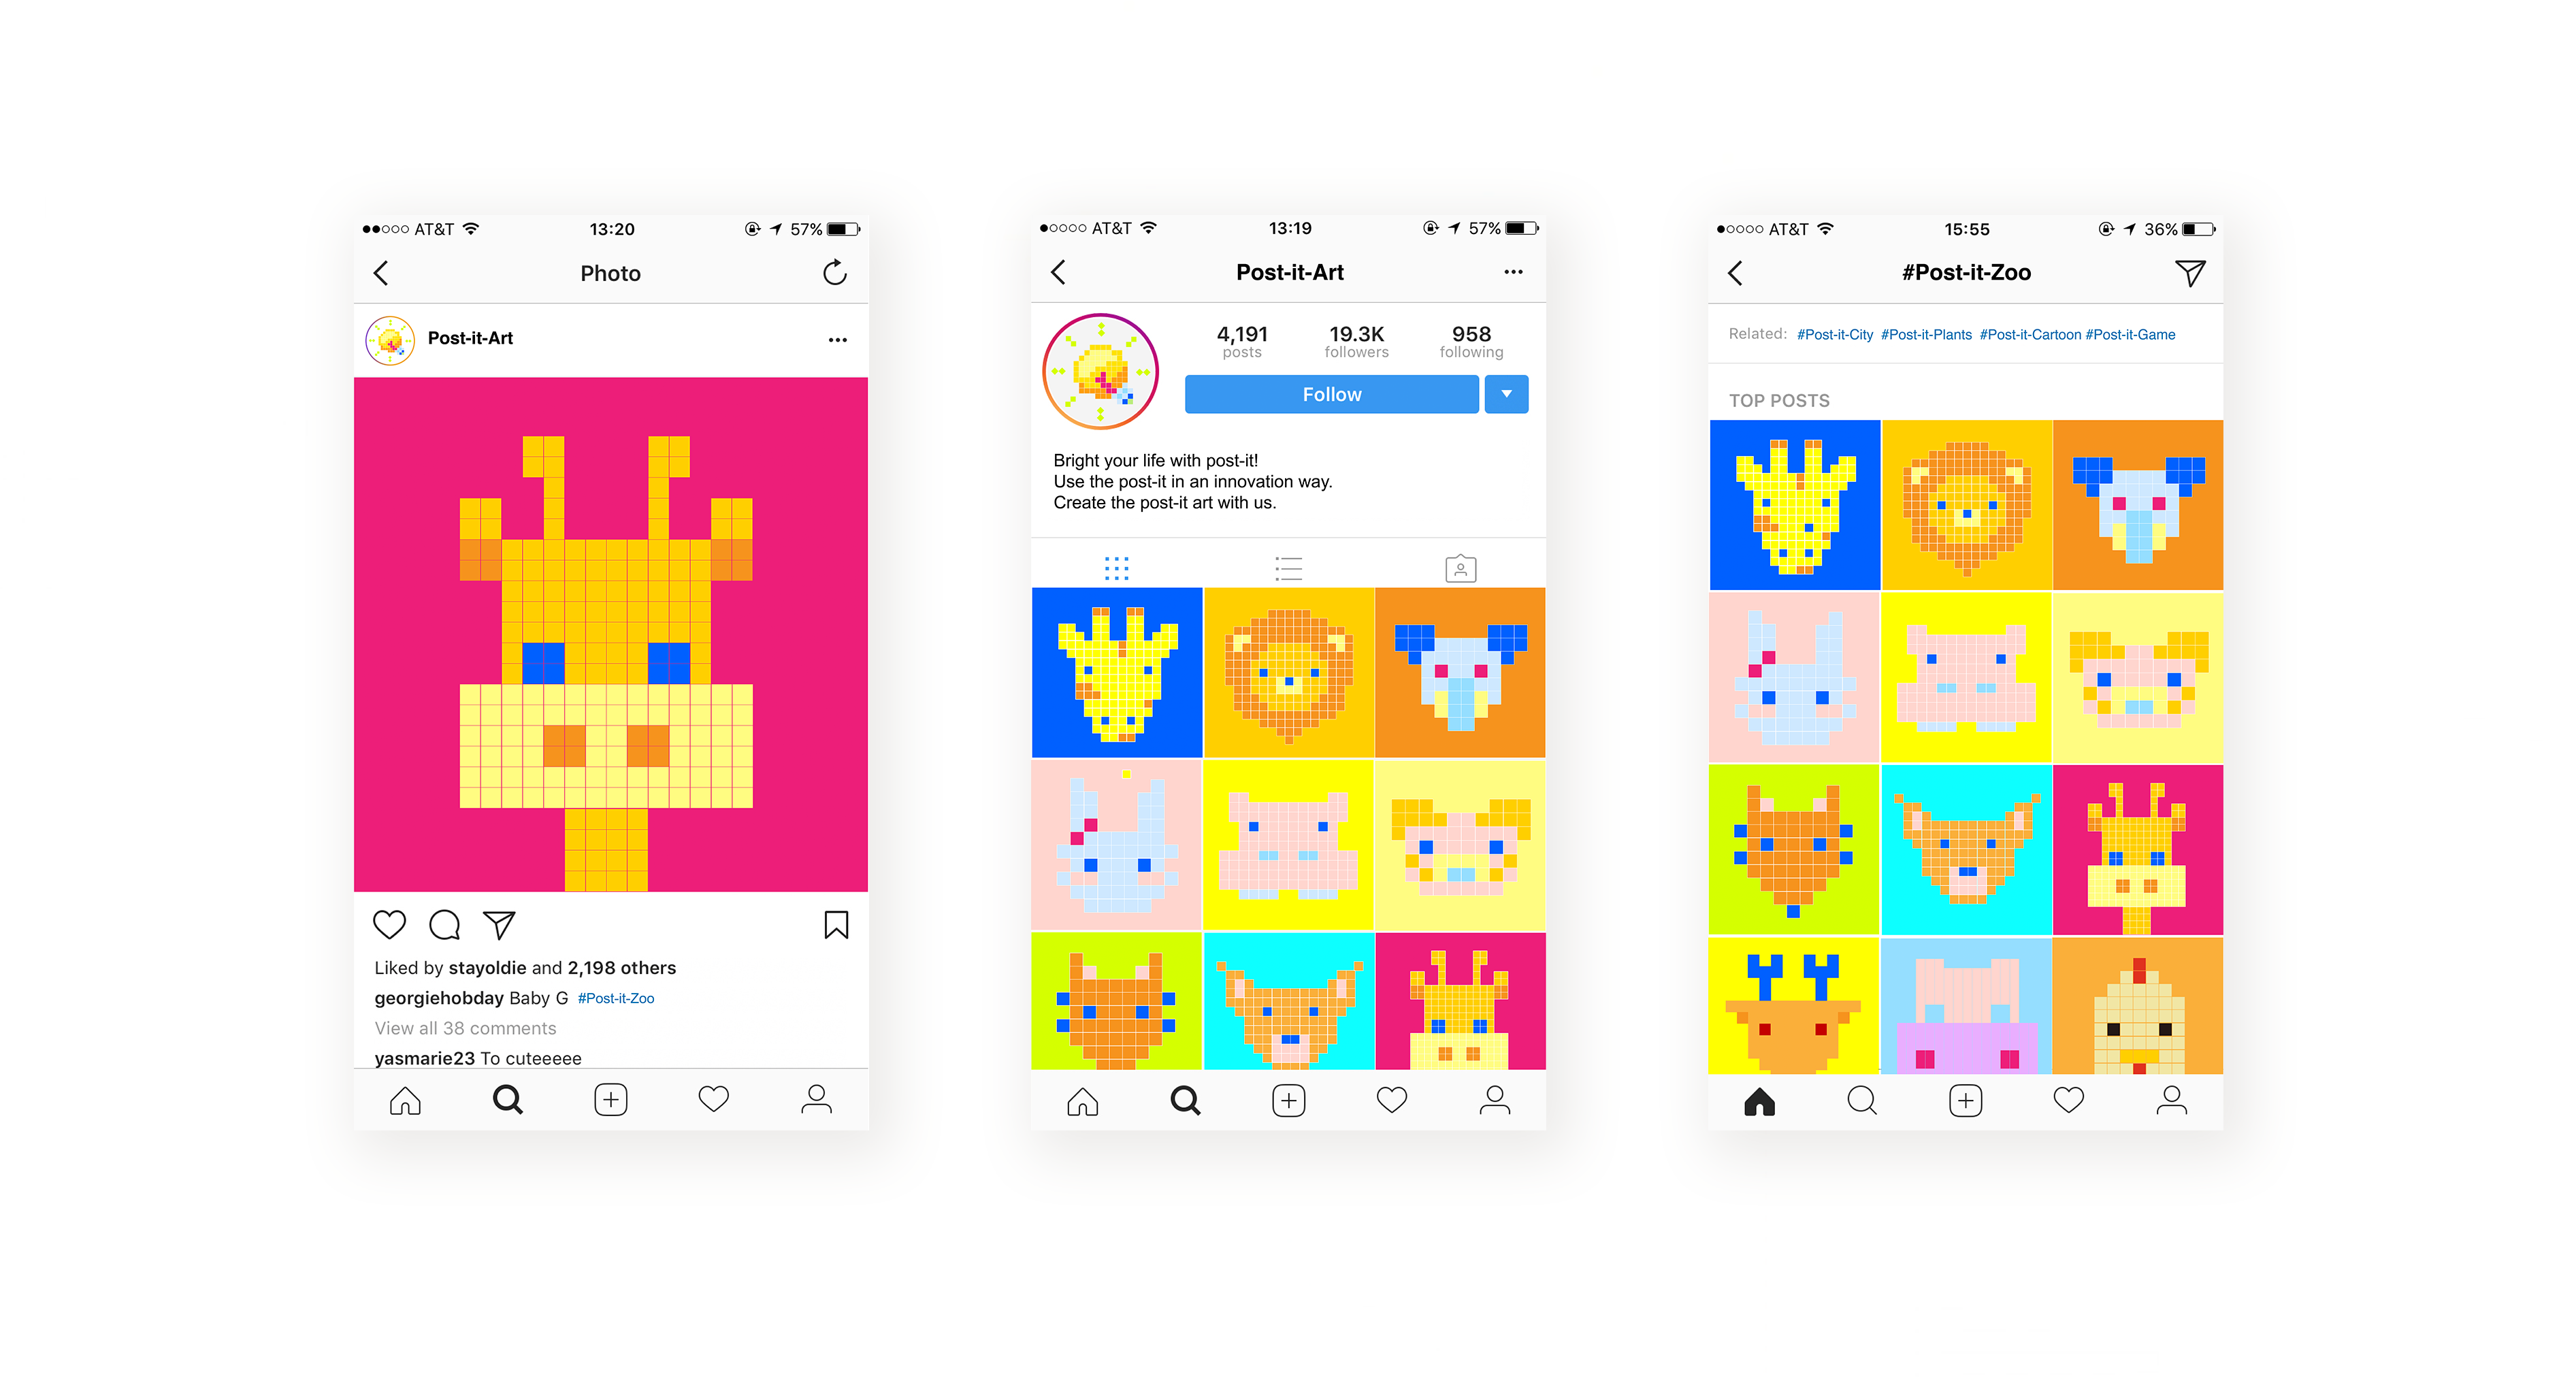 AT&T 13:20 57%
Photo
Post-it-Art
Liked by stayoldie and 2,198 others
georgiehobday Baby G #Post-it-Zoo
View all 38 comments
yasmarie23 To cuteeeee
AT&T 13:19 57%
Post-it-Art
4,191 19.3K 958
posts followers following
Follow
Bright your life with post-it!
Use the post-it in an innovation way.
Create the post-it art with us.
AT&T 15:55 36%
#Post-it-Zoo
Related: #Post-it-City #Post-it-Plants #Post-it-Cartoon #Post-it-Game
TOP POSTS